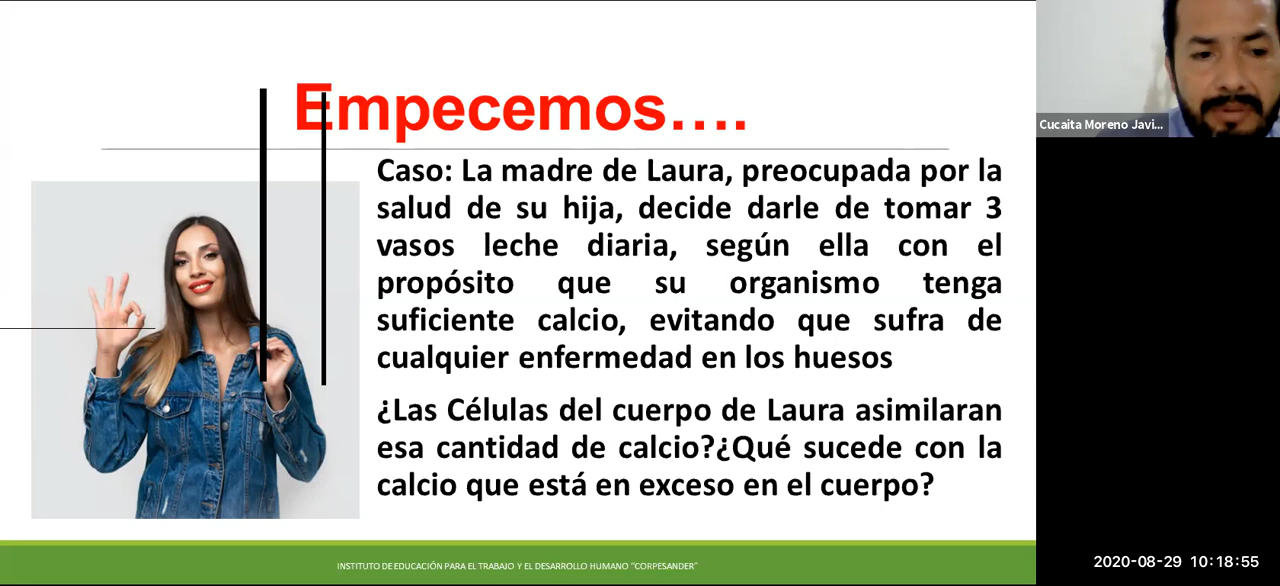 Empecemos....
Caso: La madre de Laura, preocupada por la
salud de su hija, decide darle de tomar 3
vasos leche diaria, según ella con el
propósito que su organismo tenga
suficiente calcio, evitando que sufra de
cualquier enfermedad en los huesos
¿Las Células del cuerpo de Laura asimilaran
esa cantidad de calcio?¿Qué sucede con la
calcio que está en exceso en el cuerpo?
INSTITUTO DE EDUCACIÓN PARA EL TRABAJO Y EL DESARROLLO HUMANO "CORPESANDER"
Cucaita Moreno Javi...
2020-08-29 10:18:55